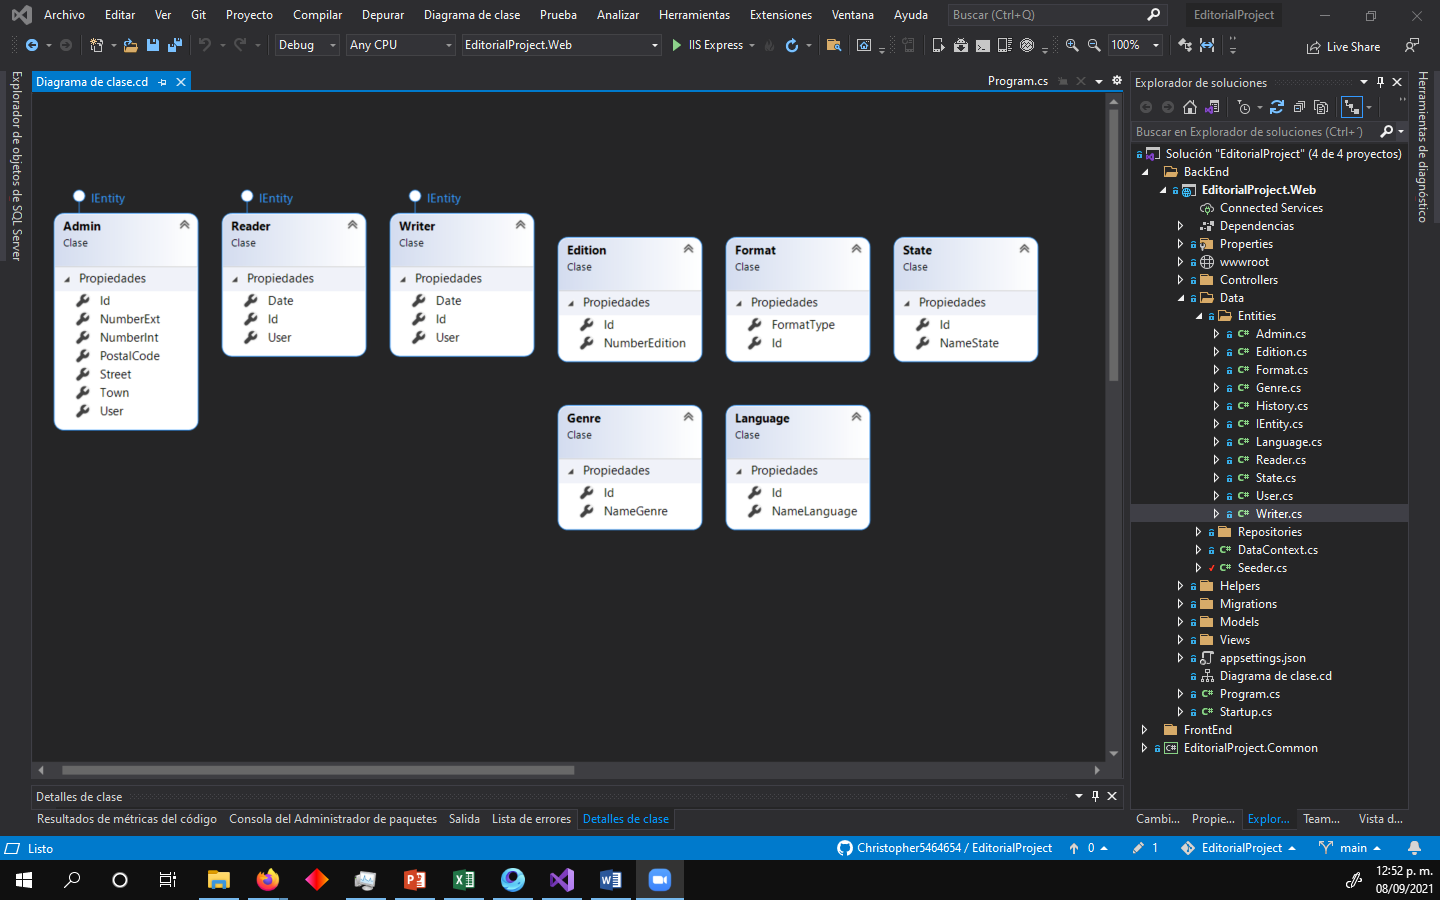 Archivo Editar Ver Git Proyecto Compilar Depurar Diagrama de clase Prueba Analizar Herramientas Extensiones Ventana Ayuda Buscar (Ctrl+Q) EditorialProject
Debug Any CPU EditorialProject.Web IIS Express 100% Live Share
Explorador de objetos de SQL Server
Diagrama de clase.cd
Program.cs
IEntity
Admin
Clase
Propiedades
Id
NumberExt
NumberInt
PostalCode
Street
Town
User
IEntity
Reader
Clase
Propiedades
Date
Id
User
IEntity
Writer
Clase
Propiedades
Date
Id
User
Edition
Clase
Propiedades
Id
NumberEdition
Format
Clase
Propiedades
FormatType
Id
State
Clase
Propiedades
Id
NameState
Genre
Clase
Propiedades
Id
NameGenre
Language
Clase
Propiedades
Id
NameLanguage
Explorador de soluciones
Buscar en Explorador de soluciones (Ctrl+´)
Solución "EditorialProject" (4 de 4 proyectos)
BackEnd
EditorialProject.Web
Connected Services
Dependencias
Properties
wwwroot
Controllers
Data
Entities
C# Admin.cs
C# Edition.cs
C# Format.cs
C# Genre.cs
C# History.cs
C# IEntity.cs
C# Language.cs
C# Reader.cs
C# State.cs
C# User.cs
C# Writer.cs
Repositories
C# DataContext.cs
C# Seeder.cs
Helpers
Migrations
Models
Views
appsettings.json
Diagrama de clase.cd
C# Program.cs
C# Startup.cs
FrontEnd
C# EditorialProject.Common
Herramientas de diagnóstico
Detalles de clase
Resultados de métricas del código Consola del Administrador de paquetes Salida Lista de errores Detalles de clase
Cambi... Propie... Explor... Team... Vista d...
Listo
Christopher5464654 / EditorialProject 0 1 EditorialProject main
12:52 p. m.
08/09/2021